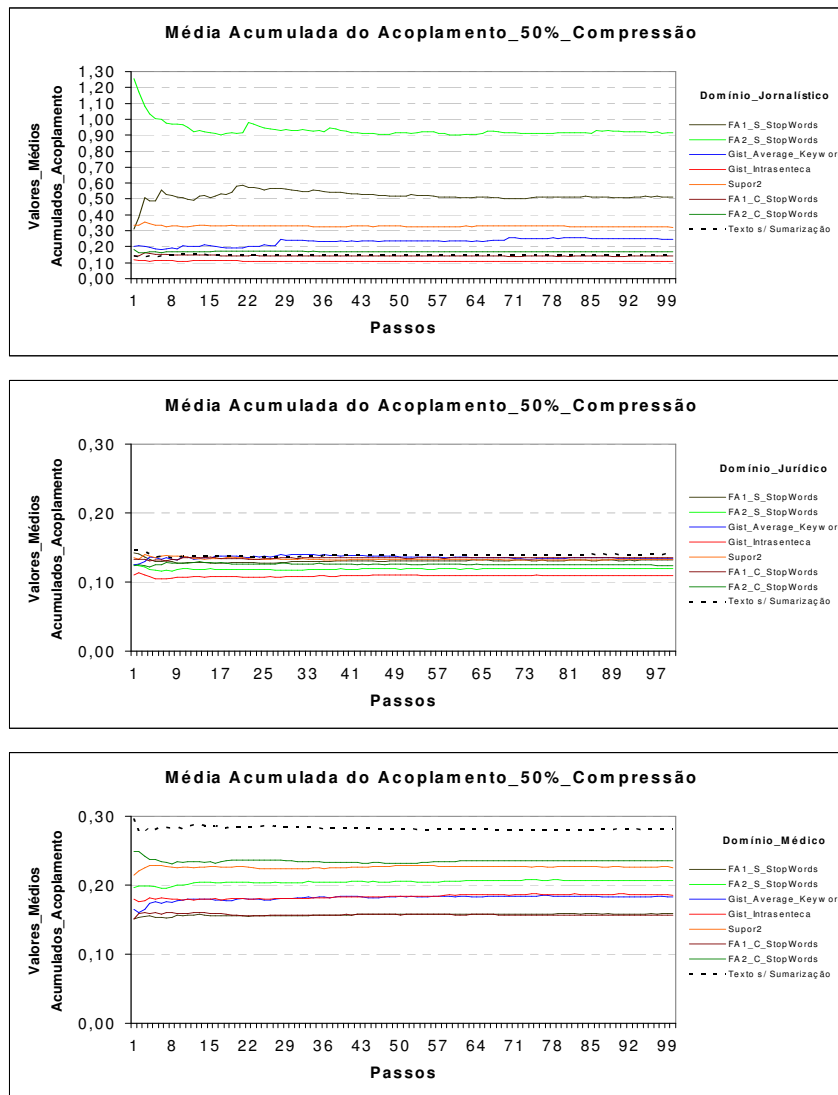 Média Acumulada do Acoplamento_50%_Compressão
Valores_Médios
Acumulados_Acoplamento
1,30
1,20
1,10
1,00
0,90
0,80
0,70
0,60
0,50
0,40
0,30
0,20
0,10
0,00
1 8 15 22 29 36 43 50 57 64 71 78 85 92 99
Passos
Domínio_Jornalístico
FA1_S_StopWords
FA2_S_StopWords
Gist_Average_Keywor
Gist_Intrasenteca
Supor2
FA1_C_StopWords
FA2_C_StopWords
Texto s/ Sumarização
Média Acumulada do Acoplamento_50%_Compressão
Valores_Médios
Acumulados_Acoplamento
0,30
0,20
0,10
0,00
1 9 17 25 33 41 49 57 65 73 81 89 97
Passos
Domínio_Jurídico
FA1_S_StopWords
FA2_S_StopWords
Gist_Average_Keywor
Gist_Intrasenteca
Supor2
FA1_C_StopWords
FA2_C_StopWords
Texto s/ Sumarização
Média Acumulada do Acoplamento_50%_Compressão
Valores_Médios
Acumulados_Acoplamento
0,30
0,20
0,10
0,00
1 8 15 22 29 36 43 50 57 64 71 78 85 92 99
Passos
Domínio_Médico
FA1_S_StopWords
FA2_S_StopWords
Gist_Average_Keywor
Gist_Intrasenteca
Supor2
FA1_C_StopWords
FA2_C_StopWords
Texto s/ Sumarização